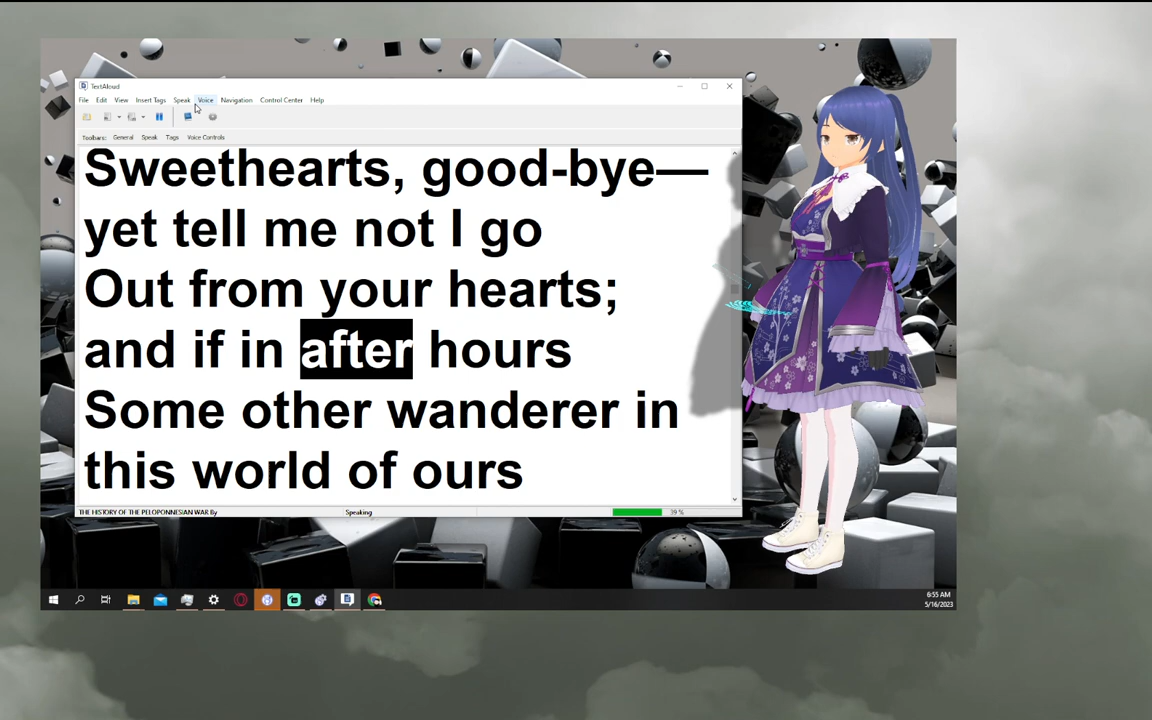 TextAloud
File Edit View Insert Tags Speak Voice Navigation Control Center Help
Toolbars: General Speak Tags Voice Controls
Sweethearts, good-bye—
yet tell me not I go
Out from your hearts;
and if in after hours
Some other wanderer in
this world of ours
THE HISTORY OF THE PELOPONNESIAN WAR By Speaking 39 %
6:55 AM
5/16/2023